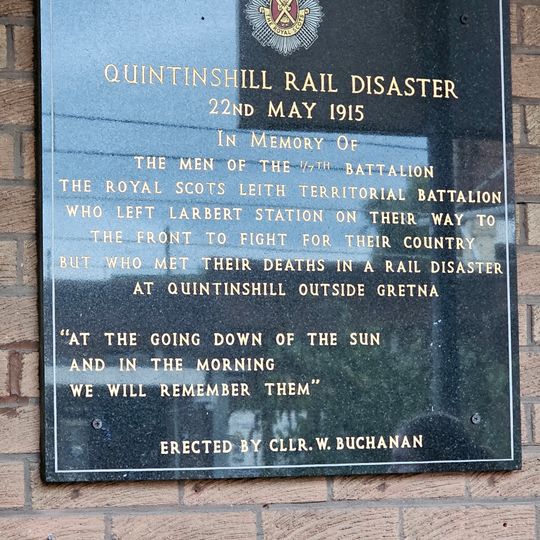 THE ROYAL SCOTS
QUINTINSHILL RAIL DISASTER
22ND MAY 1915
IN MEMORY OF
THE MEN OF THE 1/7TH BATTALION
THE ROYAL SCOTS LEITH TERRITORIAL BATTALION
WHO LEFT LARBERT STATION ON THEIR WAY TO
THE FRONT TO FIGHT FOR THEIR COUNTRY
BUT WHO MET THEIR DEATHS IN A RAIL DISASTER
AT QUINTINSHILL OUTSIDE GRETNA
"AT THE GOING DOWN OF THE SUN
AND IN THE MORNING
WE WILL REMEMBER THEM"
ERECTED BY CLLR. W. BUCHANAN